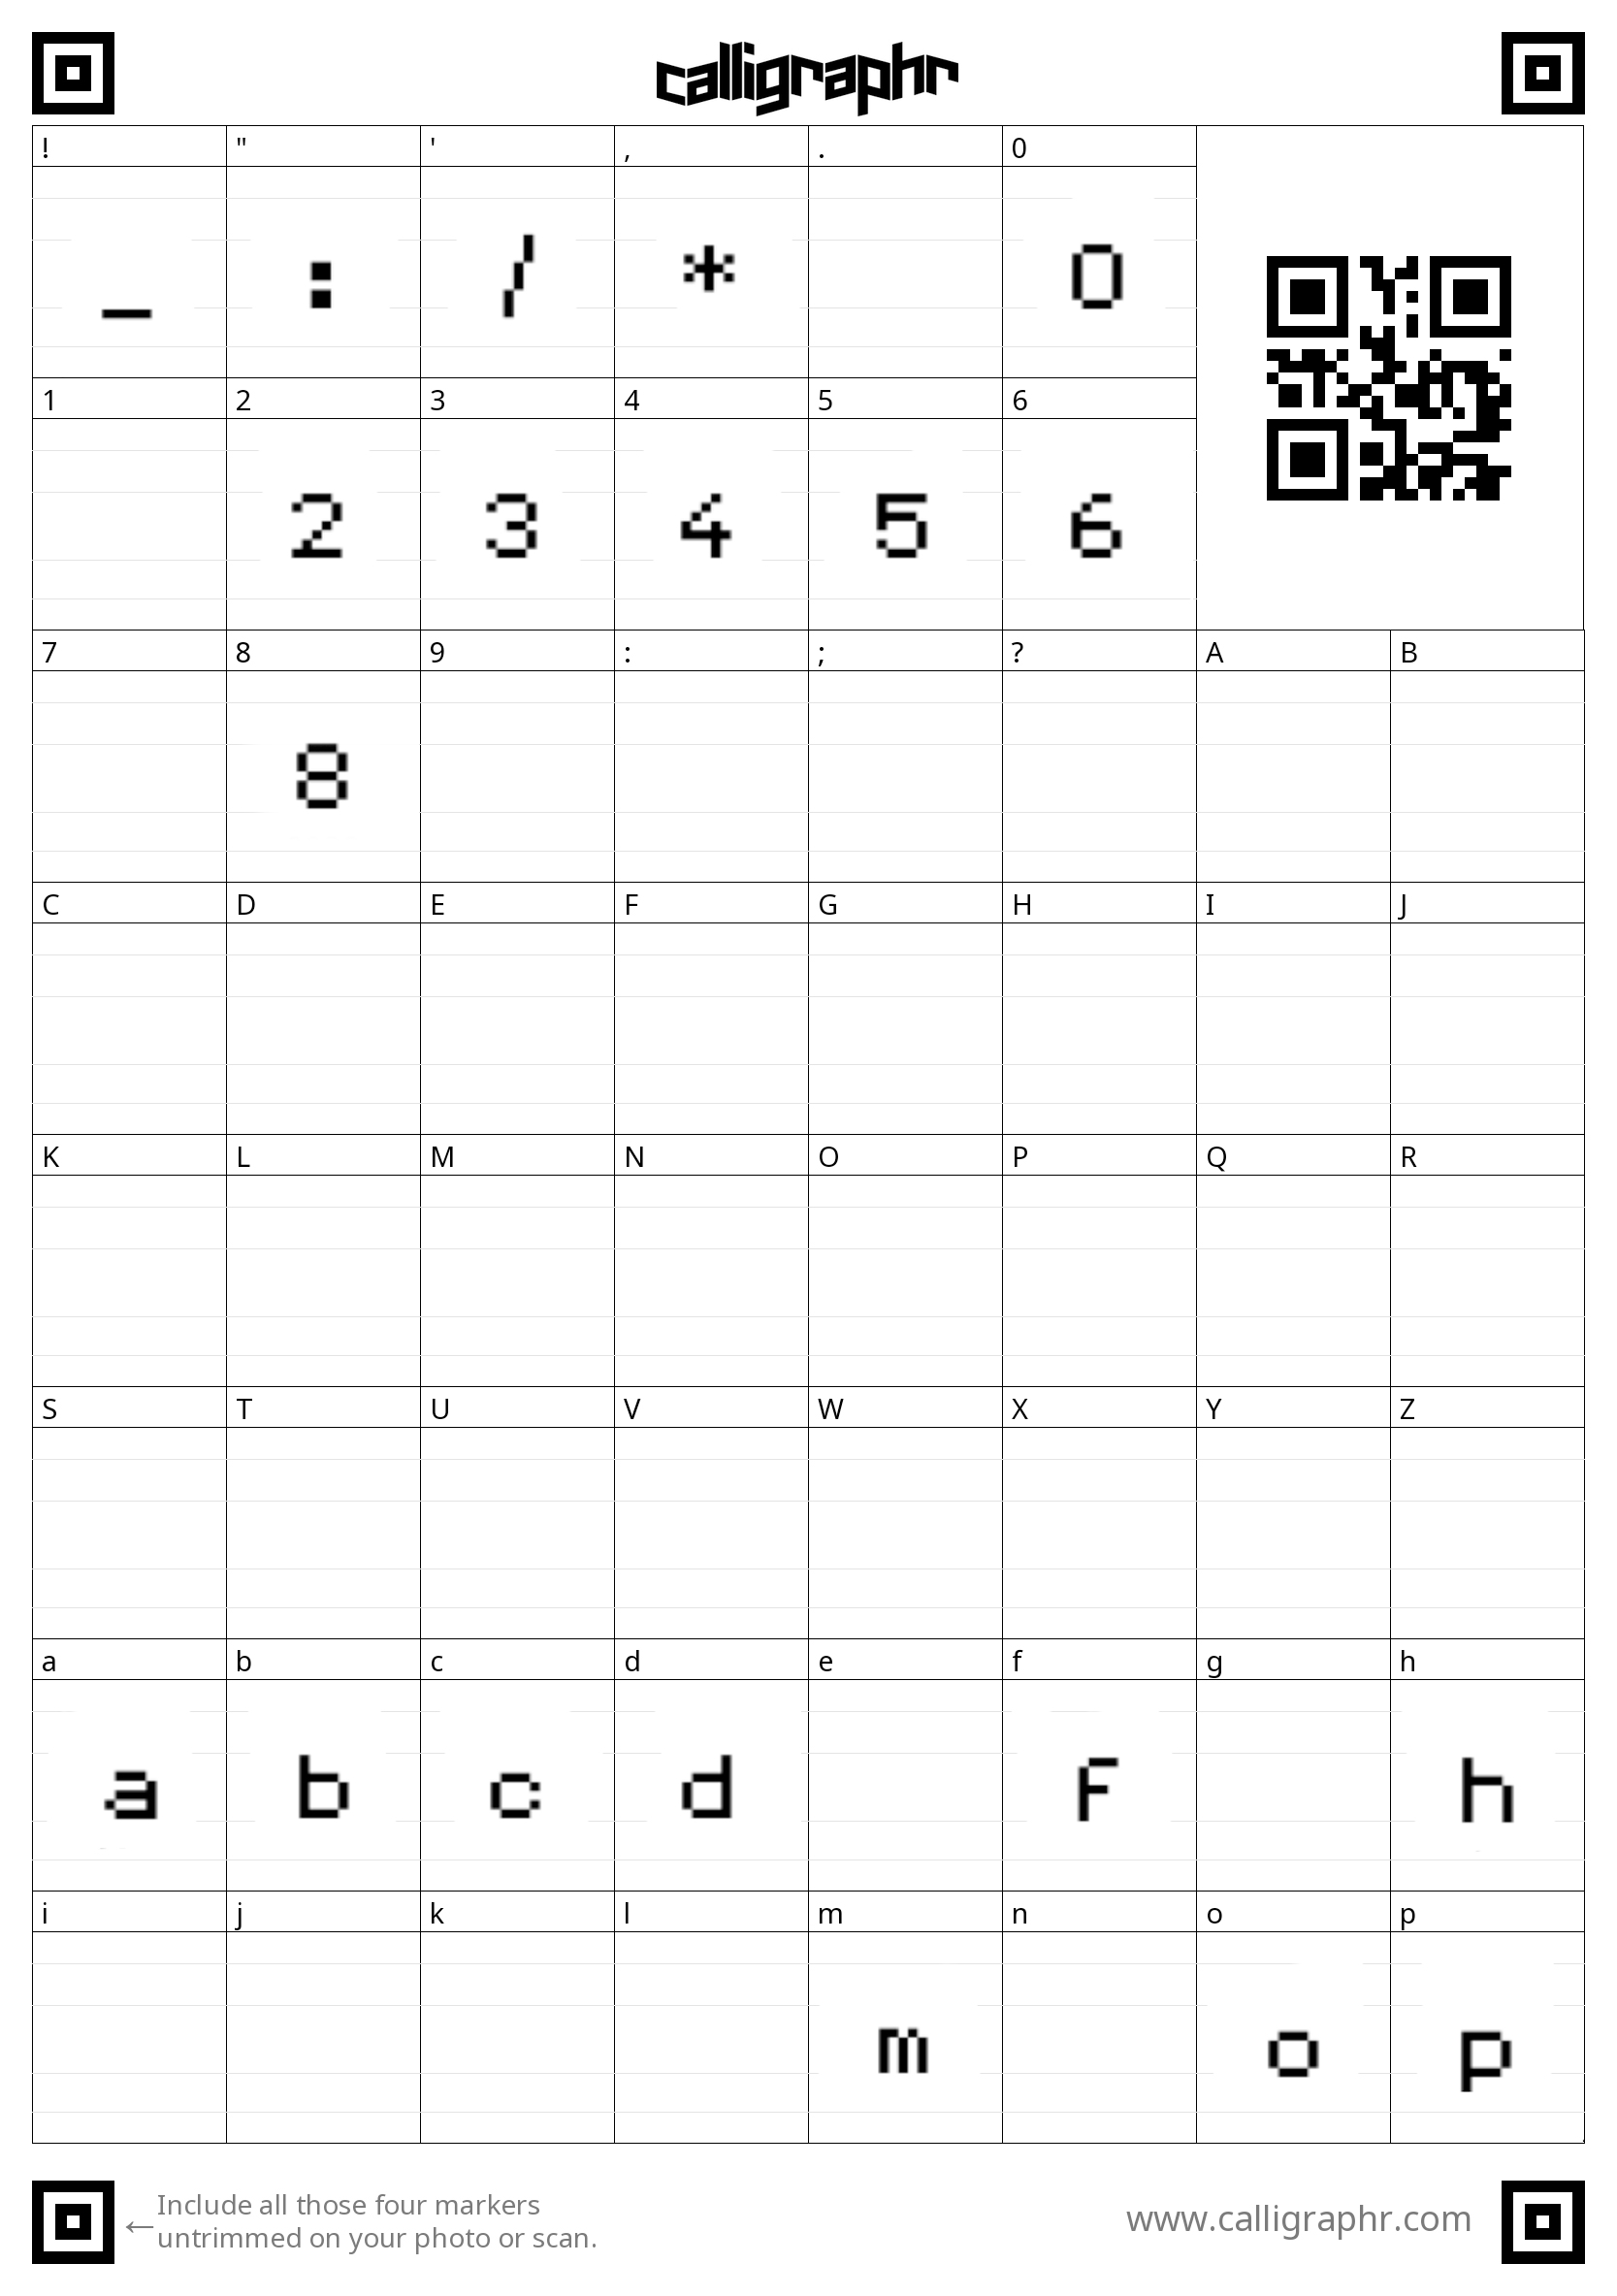 calligraphr
! " ' , . 0
_ : / * 0
1 2 3 4 5 6
2 3 4 5 6
7 8 9 : ; ? A B
8
C D E F G H I J
K L M N O P Q R
S T U V W X Y Z
a b c d e f g h
a b c d F h
i j k l m n o p
m o p
←Include all those four markers
untrimmed on your photo or scan.
www.calligraphr.com